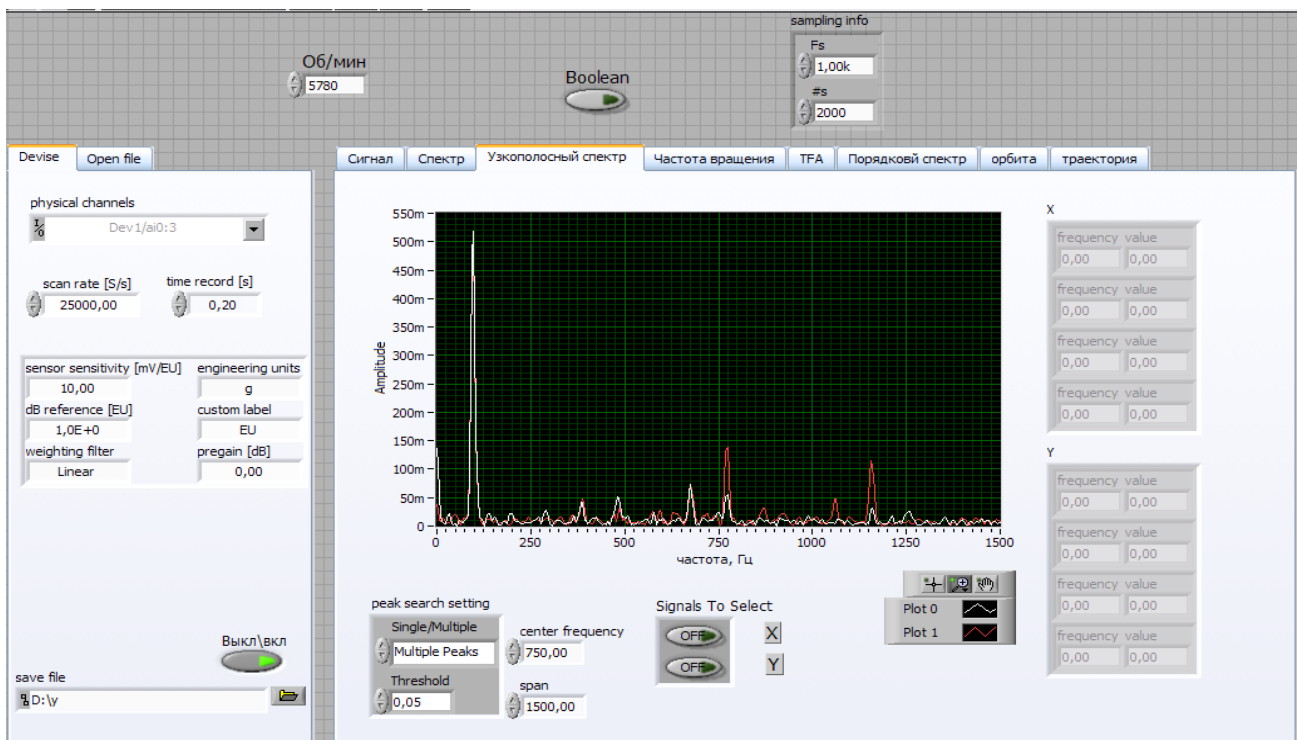 sampling info
Fs
1,00k
#s
2000
Об/мин
5780
Boolean
Devise Open file
physical channels
Dev1/ai0:3
scan rate [S/s] time record [s]
25000,00 0,20
sensor sensitivity [mV/EU] engineering units
10,00 g
dB reference [EU] custom label
1,0E+0 EU
weighting filter pregain [dB]
Linear 0,00
Выкл\вкл
save file
D:\y
Сигнал Спектр Узкополосный спектр Частота вращения TFA Порядковй спектр орбита траектория
Amplitude
550m
500m
450m
400m
350m
300m
250m
200m
150m
100m
50m
0
0 250 500 750 1000 1250 1500
частота, Гц
peak search setting
Single/Multiple
Multiple Peaks
Threshold
0,05
center frequency
750,00
span
1500,00
Signals To Select
OFF X
OFF Y
Plot 0
Plot 1
X
frequency value
0,00 0,00
frequency value
0,00 0,00
frequency value
0,00 0,00
frequency value
0,00 0,00
Y
frequency value
0,00 0,00
frequency value
0,00 0,00
frequency value
0,00 0,00
frequency value
0,00 0,00